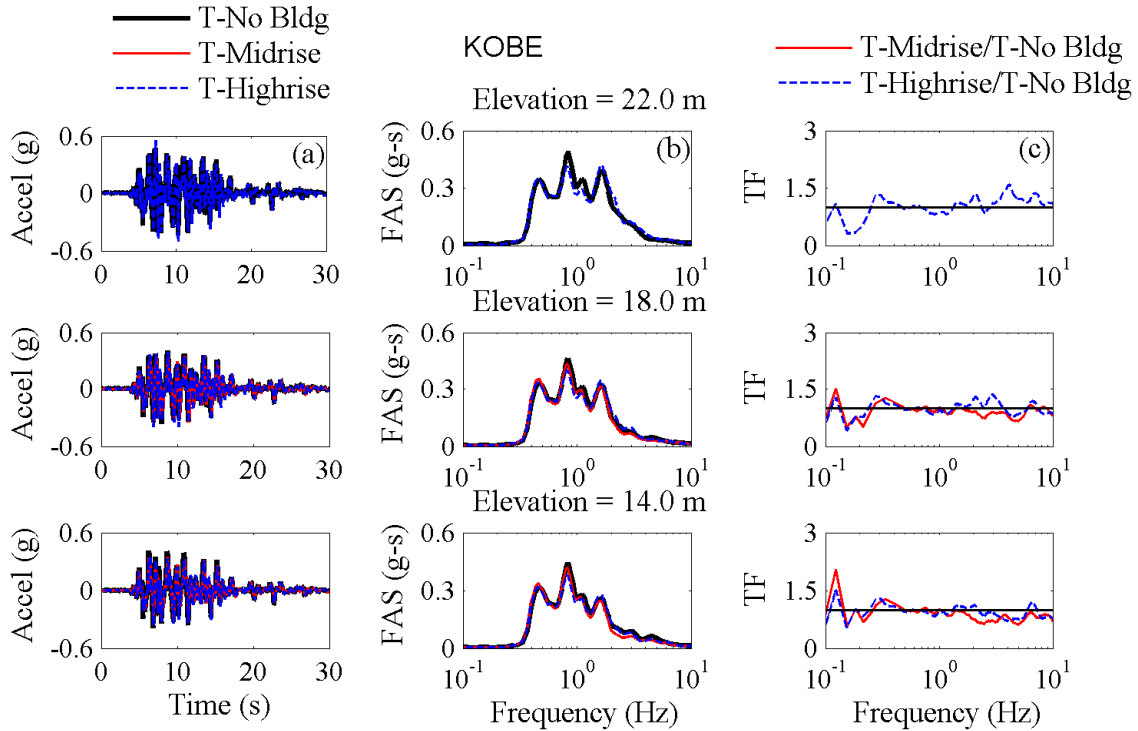 T-No Bldg
T-Midrise
T-Highrise
KOBE
T-Midrise/T-No Bldg
T-Highrise/T-No Bldg
Elevation = 22.0 m
0.6
0
-0.6
Accel (g)
(a)
0 10 20 30
0.6
0.3
0
FAS (g-s)
(b)
10^-1 10^0 10^1
3
1.5
0
TF
(c)
10^-1 10^0 10^1
Elevation = 18.0 m
0.6
0
-0.6
Accel (g)
0 10 20 30
0.6
0.3
0
FAS (g-s)
10^-1 10^0 10^1
3
1.5
0
TF
10^-1 10^0 10^1
Elevation = 14.0 m
0.6
0
-0.6
Accel (g)
0 10 20 30
Time (s)
0.6
0.3
0
FAS (g-s)
10^-1 10^0 10^1
Frequency (Hz)
3
1.5
0
TF
10^-1 10^0 10^1
Frequency (Hz)